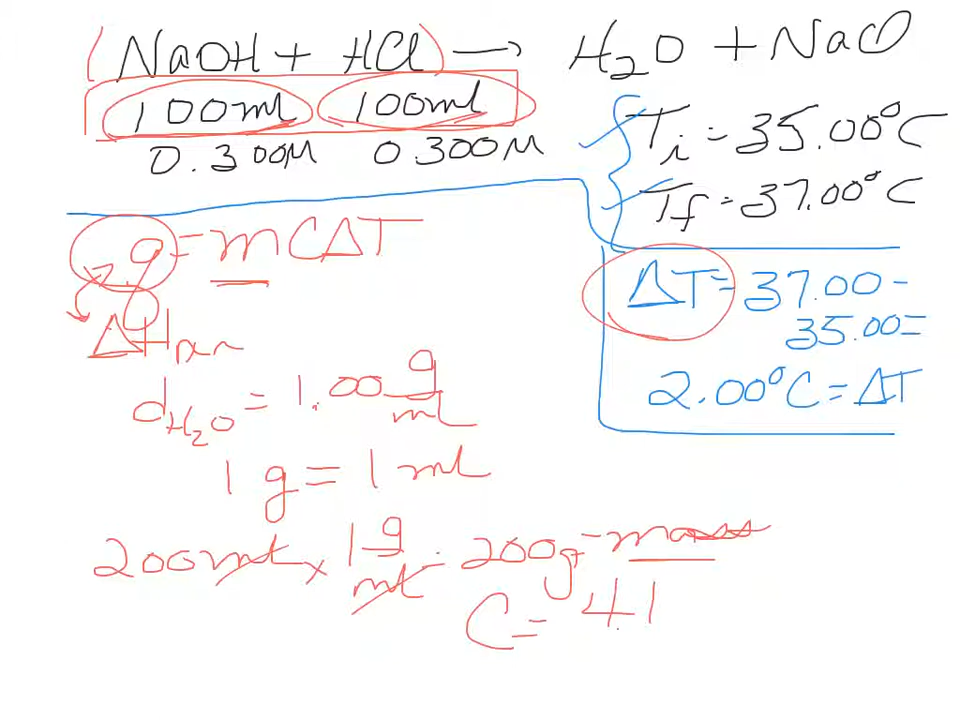 (NaOH + HCl) → H₂O + NaCl
100ml 100ml
0.300M 0.300M
Ti = 35.00°C
Tf = 37.00°C
q = mCΔT
ΔHrxn
ΔT = 37.00 -
35.00 =
2.00°C = ΔT
dH₂O = 1.00 g/ml
1 g = 1 ml
200ml x 1 g/ml = 200g - mass
C = 4.1